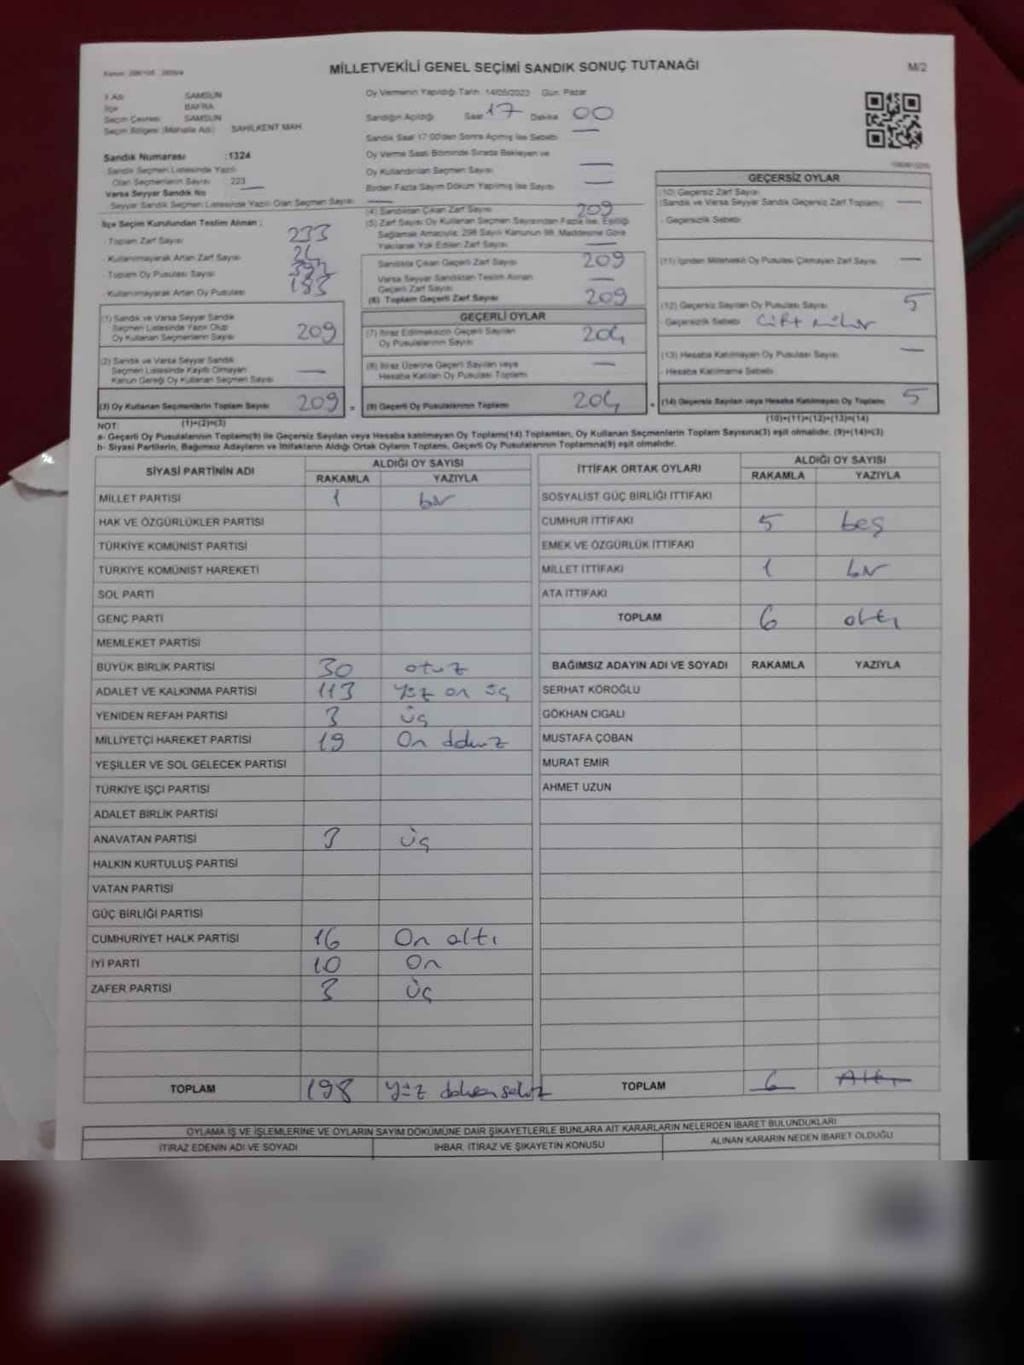 MİLLETVEKİLİ GENEL SEÇİMİ SANDIK SONUÇ TUTANAĞI
M/2
İl Adı SAMSUN
İlçe BAFRA
Seçim Çevresi SAMSUN
Seçim Bölgesi (Mahalle Adı) SAHİLKENT MAH.
Sandık Numarası :1324
Sandık Seçmen Listesinde Yazılı
Olan Seçmenlerin Sayısı : 223
Varsa Seyyar Sandık No
Seyyar Sandık Seçmen Listesinde Yazılı Olan Seçmen Sayısı
Oy Vermenin Yapıldığı Tarih: 14/05/2023 Gün: Pazar
Sandığın Açıldığı Saat 17 Dakika 00
Sandık Saat 17:00'den Sonra Açılmış İse Sebebi
Oy Verme Saati Bitiminde Sırada Bekleyen ve
Oy Kullandırılan Seçmen Sayısı
Birden Fazla Sayım Döküm Yapılmış İse Sayısı
İlçe Seçim Kurulundan Teslim Alınan :
- Toplam Zarf Sayısı 233
- Kullanılmayarak Artan Zarf Sayısı
- Toplam Oy Pusulası Sayısı
- Kullanılmayarak Artan Oy Pusulası 183
(1) Sandık ve Varsa Seyyar Sandık
Seçmen Listesinde Yazılı Olup
Oy Kullanan Seçmenlerin Sayısı 209
(2) Sandık ve Varsa Seyyar Sandık
Seçmen Listesinde Kayıtlı Olmayan
Kanun Gereği Oy Kullanan Seçmen Sayısı
(3) Oy Kullanan Seçmenlerin Toplam Sayısı 209
(1)+(2)=(3)
(4) Sandıktan Çıkan Zarf Sayısı 209
(5) Zarf Sayısı Oy Kullanan Seçmen Sayısından Fazla İse, Eşitliği
Sağlamak Amacıyla; 298 Sayılı Kanunun 98. Maddesine Göre
Yakılarak Yok Edilen Zarf Sayısı
Sandıkta Çıkan Geçerli Zarf Sayısı 209
Varsa Seyyar Sandıktan Teslim Alınan
Geçerli Zarf Sayısı
(6) Toplam Geçerli Zarf Sayısı 209
GEÇERLİ OYLAR
(7) İtiraz Edilmeksizin Geçerli Sayılan
Oy Pusulalarının Sayısı 204
(8) İtiraz Üzerine Geçerli Sayılan veya
Hesaba Katılan Oy Pusulası Toplamı
(9) Geçerli Oy Pusulalarının Toplamı 204
GEÇERSİZ OYLAR
(10) Geçersiz Zarf Sayısı
(Sandık ve Varsa Seyyar Sandık Geçersiz Zarf Toplamı)
- Geçersizlik Sebebi
(11) İçinden Milletvekili Oy Pusulası Çıkmayan Zarf Sayısı
(12) Geçersiz Sayılan Oy Pusulası Sayısı 5
- Geçersizlik Sebebi Çift mühür
(13) Hesaba Katılmayan Oy Pusulası Sayısı
- Hesaba Katılmama Sebebi
(14) Geçersiz Sayılan veya Hesaba Katılmayan Oy Toplamı 5
(10)+(11)+(12)+(13)=(14)
NOT:
a- Geçerli Oy Pusulalarının Toplamı(9) ile Geçersiz Sayılan veya Hesaba katılmayan Oy Toplamı(14) Toplamları, Oy Kullanan Seçmenlerin Toplam Sayısına(3) eşit olmalıdır. (9)+(14)=(3)
b- Siyasi Partilerin, Bağımsız Adayların ve İttifakların Aldığı Ortak Oyların Toplamı, Geçerli Oy Pusulalarının Toplamına(9) eşit olmalıdır.
SİYASİ PARTİNİN ADI ALDIĞI OY SAYISI
RAKAMLA YAZIYLA
MİLLET PARTİSİ 1 bir
HAK VE ÖZGÜRLÜKLER PARTİSİ
TÜRKİYE KOMÜNİST PARTİSİ
TÜRKİYE KOMÜNİST HAREKETİ
SOL PARTİ
GENÇ PARTİ
MEMLEKET PARTİSİ
BÜYÜK BİRLİK PARTİSİ 30 otuz
ADALET VE KALKINMA PARTİSİ 113 yüz on üç
YENİDEN REFAH PARTİSİ 3 üç
MİLLİYETÇİ HAREKET PARTİSİ 19 On dokuz
YEŞİLLER VE SOL GELECEK PARTİSİ
TÜRKİYE İŞÇİ PARTİSİ
ADALET BİRLİK PARTİSİ
ANAVATAN PARTİSİ 3 üç
HALKIN KURTULUŞ PARTİSİ
VATAN PARTİSİ
GÜÇ BİRLİĞİ PARTİSİ
CUMHURİYET HALK PARTİSİ 16 On altı
İYİ PARTİ 10 On
ZAFER PARTİSİ 3 üç
TOPLAM 198 yüz doksan sekiz
İTTİFAK ORTAK OYLARI ALDIĞI OY SAYISI
RAKAMLA YAZIYLA
SOSYALİST GÜÇ BİRLİĞİ İTTİFAKI
CUMHUR İTTİFAKI 5 beş
EMEK VE ÖZGÜRLÜK İTTİFAKI
MİLLET İTTİFAKI 1 bir
ATA İTTİFAKI
TOPLAM 6 altı
BAĞIMSIZ ADAYIN ADI VE SOYADI RAKAMLA YAZIYLA
SERHAT KÖROĞLU
GÖKHAN CIGALI
MUSTAFA ÇOBAN
MURAT EMİR
AHMET UZUN
TOPLAM 6 Altı
OYLAMA İŞ VE İŞLEMLERİNE VE OYLARIN SAYIM DÖKÜMÜNE DAİR ŞİKAYETLERLE BUNLARA AİT KARARLARIN NELERDEN İBARET BULUNDUKLARI
İTİRAZ EDENİN ADI VE SOYADI İHBAR, İTİRAZ VE ŞİKAYETİN KONUSU ALINAN KARARIN NEDEN İBARET OLDUĞU